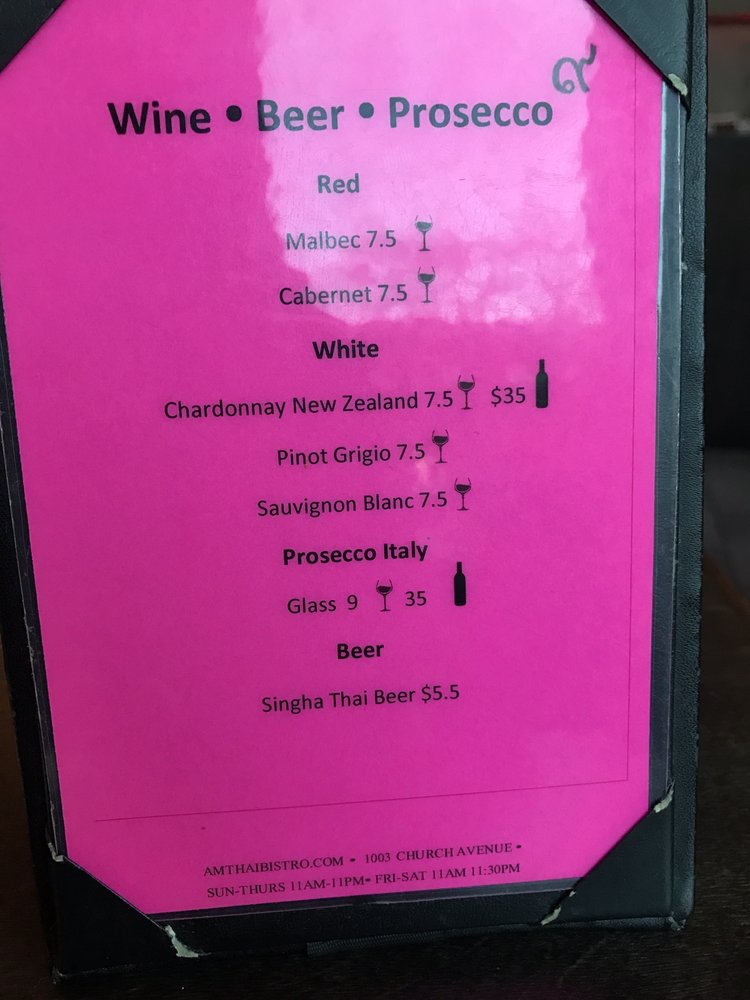 ๙
Wine • Beer • Prosecco
Red
Malbec 7.5
Cabernet 7.5
White
Chardonnay New Zealand 7.5 $35
Pinot Grigio 7.5
Sauvignon Blanc 7.5
Prosecco Italy
Glass 9 35
Beer
Singha Thai Beer $5.5
AMTHAIBISTRO.COM • 1003 CHURCH AVENUE •
SUN-THURS 11AM-11PM• FRI-SAT 11AM 11:30PM